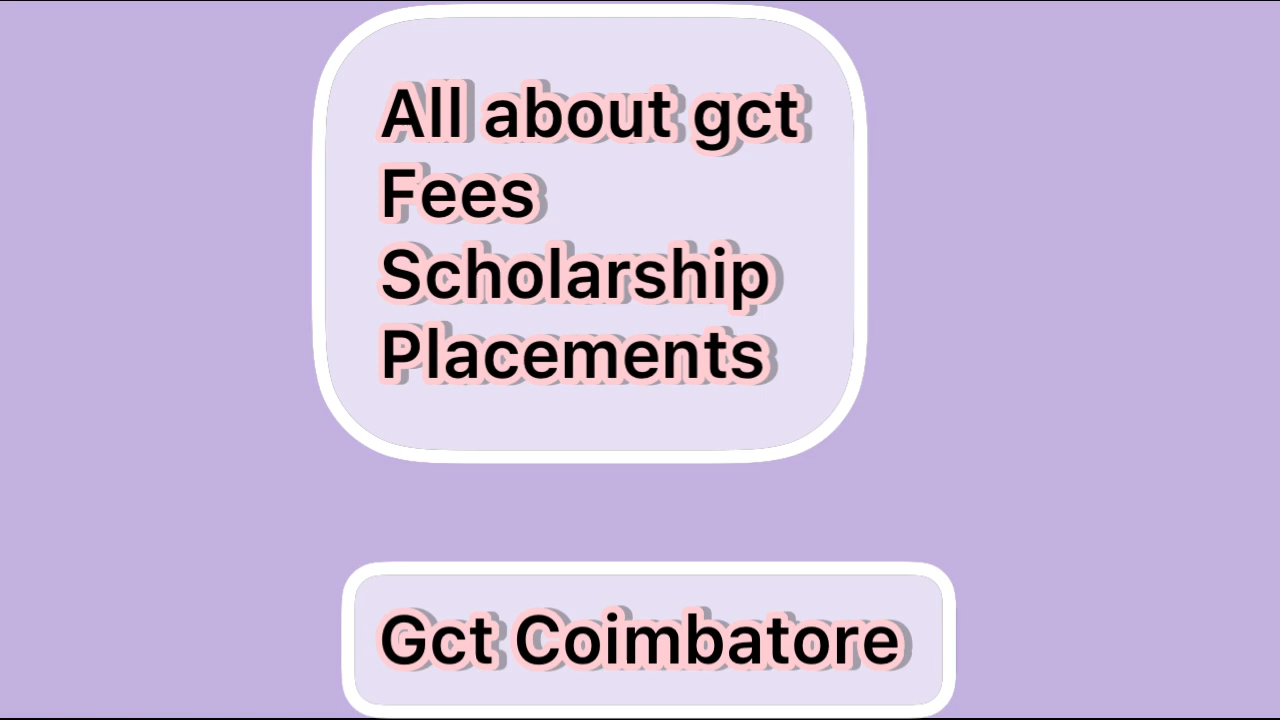 All about gct
Fees
Scholarship
Placements
Gct Coimbatore